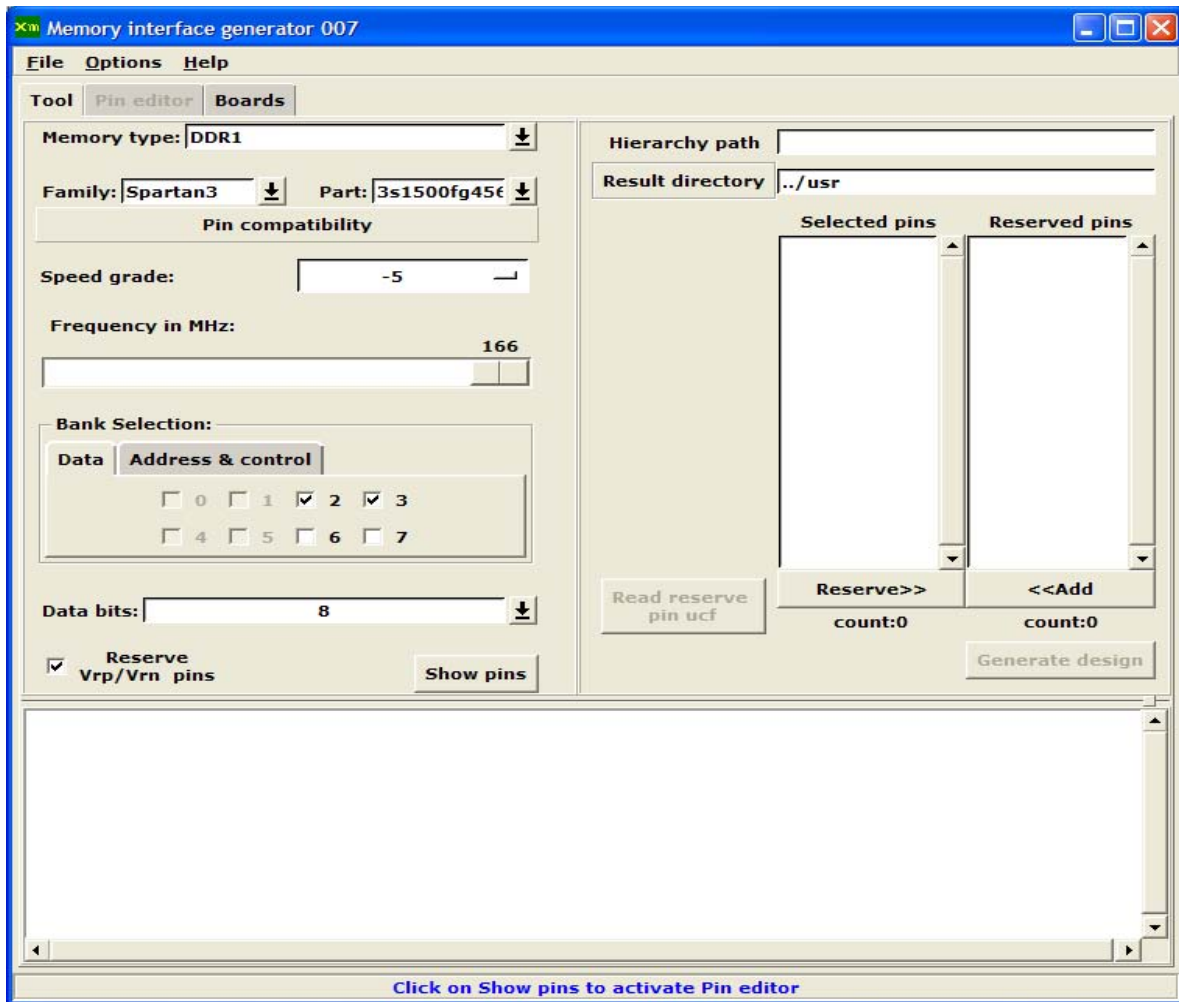 Xm Memory interface generator 007
File Options Help
Tool Pin editor Boards
Memory type: DDR1
Family: Spartan3 Part: 3s1500fg456
Pin compatibility
Speed grade: -5
Frequency in MHz:
166
Bank Selection:
Data Address & control
0 1 2 3
4 5 6 7
Data bits: 8
Reserve
Vrp/Vrn pins
Show pins
Hierarchy path
Result directory ../usr
Selected pins Reserved pins
Read reserve
pin ucf
Reserve>> <<Add
count:0 count:0
Generate design
Click on Show pins to activate Pin editor